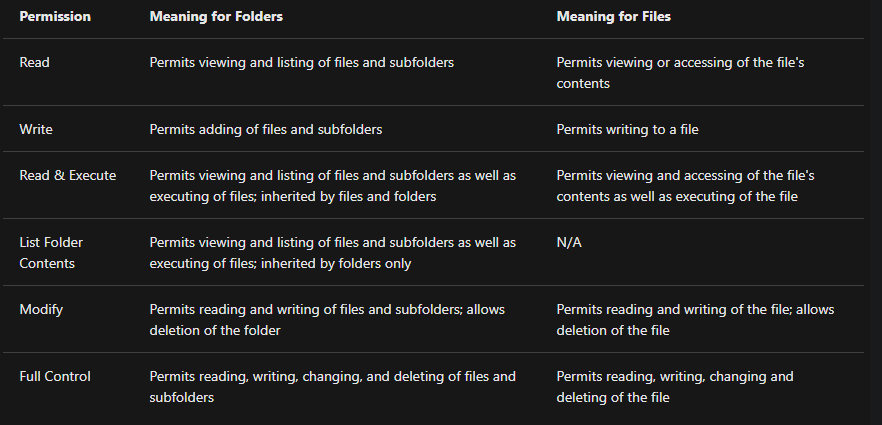 Permission Meaning for Folders Meaning for Files
Read Permits viewing and listing of files and subfolders Permits viewing or accessing of the file's
contents
Write Permits adding of files and subfolders Permits writing to a file
Read & Execute Permits viewing and listing of files and subfolders as well as Permits viewing and accessing of the file's
executing of files; inherited by files and folders contents as well as executing of the file
List Folder Permits viewing and listing of files and subfolders as well as N/A
Contents executing of files; inherited by folders only
Modify Permits reading and writing of files and subfolders; allows Permits reading and writing of the file; allows
deletion of the folder deletion of the file
Full Control Permits reading, writing, changing, and deleting of files and Permits reading, writing, changing and
subfolders deleting of the file